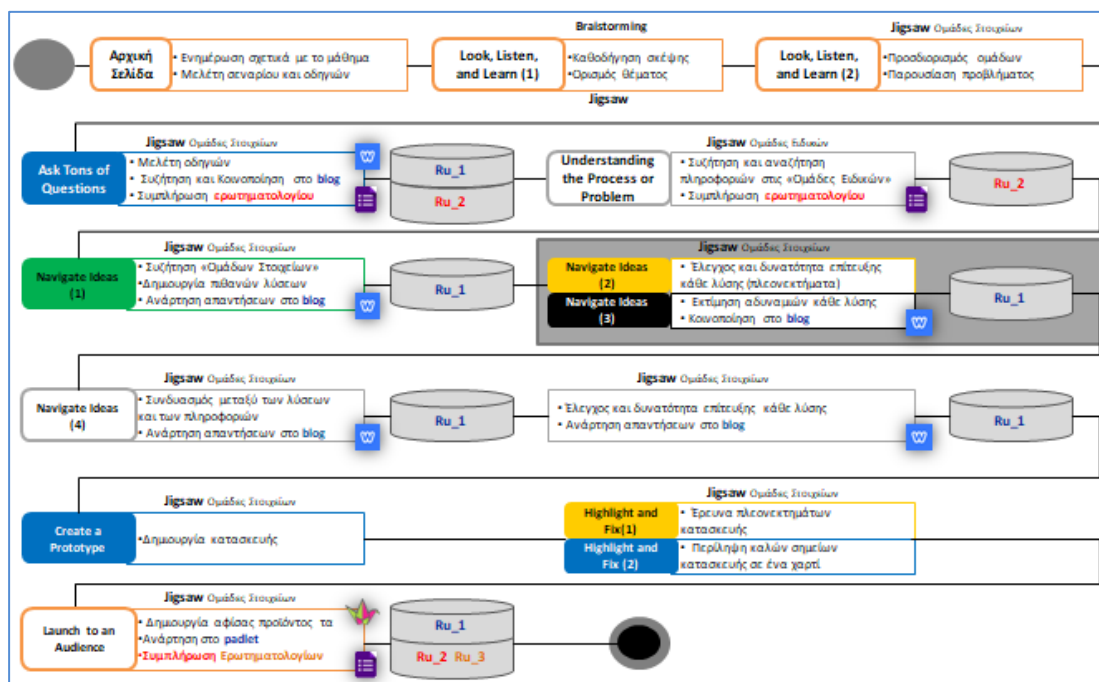 Braistorming
Jigsaw Ομάδες Στοιχείων
Αρχική
Σελίδα
• Ενημέρωση σχετικά με το μάθημα
• Μελέτη σεναρίου και οδηγιών
Look, Listen,
and Learn (1)
•Καθοδήγηση σκέψης
•Ορισμός θέματος
Look, Listen,
and Learn (2)
•Προσδιορισμός ομάδων
•Παρουσίαση προβλήματος
Jigsaw
Jigsaw Ομάδες Στοιχείων
Ask Tons of
Questions
• Μελέτη οδηγιών
• Συζήτηση και Κοινοποίηση στο blog
• Συμπλήρωση ερωτηματολογίου
Ru_1
Ru_2
Jigsaw Ομάδες Ειδικών
Understanding
the Process or
Problem
• Συζήτηση και αναζήτηση
πληροφοριών στις «Ομάδες Ειδικών»
• Συμπλήρωση ερωτηματολογίου
Ru_2
Jigsaw Ομάδες Στοιχείων
Navigate Ideas
(1)
• Συζήτηση «Ομάδων Στοιχείων»
•Δημιουργία πιθανών λύσεων
• Ανάρτηση απαντήσεων στο blog
Ru_1
Jigsaw Ομάδες Στοιχείων
Navigate Ideas
(2)
• Έλεγχος και δυνατότητα επίτευξης
κάθε λύσης (πλεονεκτήματα)
Navigate Ideas
(3)
• Εκτίμηση αδυναμιών κάθε λύσης
• Κοινοποίηση στο blog
Ru_1
Jigsaw Ομάδες Στοιχείων
Navigate Ideas
(4)
• Συνδυασμός μεταξύ των λύσεων
και των πληροφοριών
• Ανάρτηση απαντήσεων στο blog
Ru_1
Jigsaw Ομάδες Στοιχείων
•Έλεγχος και δυνατότητα επίτευξης κάθε λύσης
• Ανάρτηση απαντήσεων στο blog
Ru_1
Jigsaw Ομάδες Στοιχείων
Create a
Prototype
•Δημιουργία κατασκευής
Jigsaw Ομάδες Στοιχείων
Highlight and
Fix(1)
• Έρευνα πλεονεκτημάτων
κατασκευής
Highlight and
Fix (2)
• Περίληψη καλών σημείων
κατασκευής σε ένα χαρτί
Jigsaw Ομάδες Στοιχείων
Launch to an
Audience
• Δημιουργία αφίσας προϊόντος τα
•Ανάρτηση στο padlet
•Συμπλήρωση Ερωτηματολογίων
Ru_1
Ru_2 Ru_3